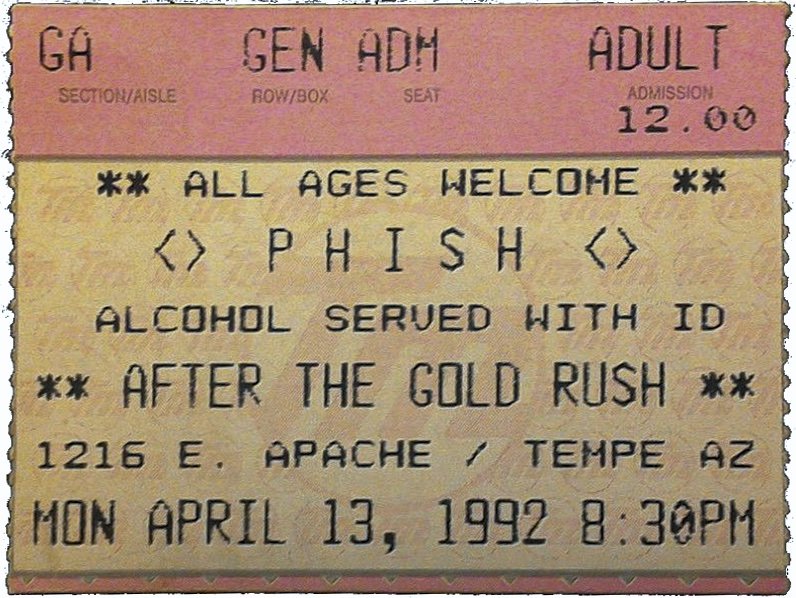 GA GEN ADM ADULT
SECTION/AISLE ROW/BOX SEAT ADMISSION
12.00
** ALL AGES WELCOME **
<> P H I S H <>
ALCOHOL SERVED WITH ID
** AFTER THE GOLD RUSH **
1216 E. APACHE / TEMPE AZ
MON APRIL 13, 1992 8:30PM